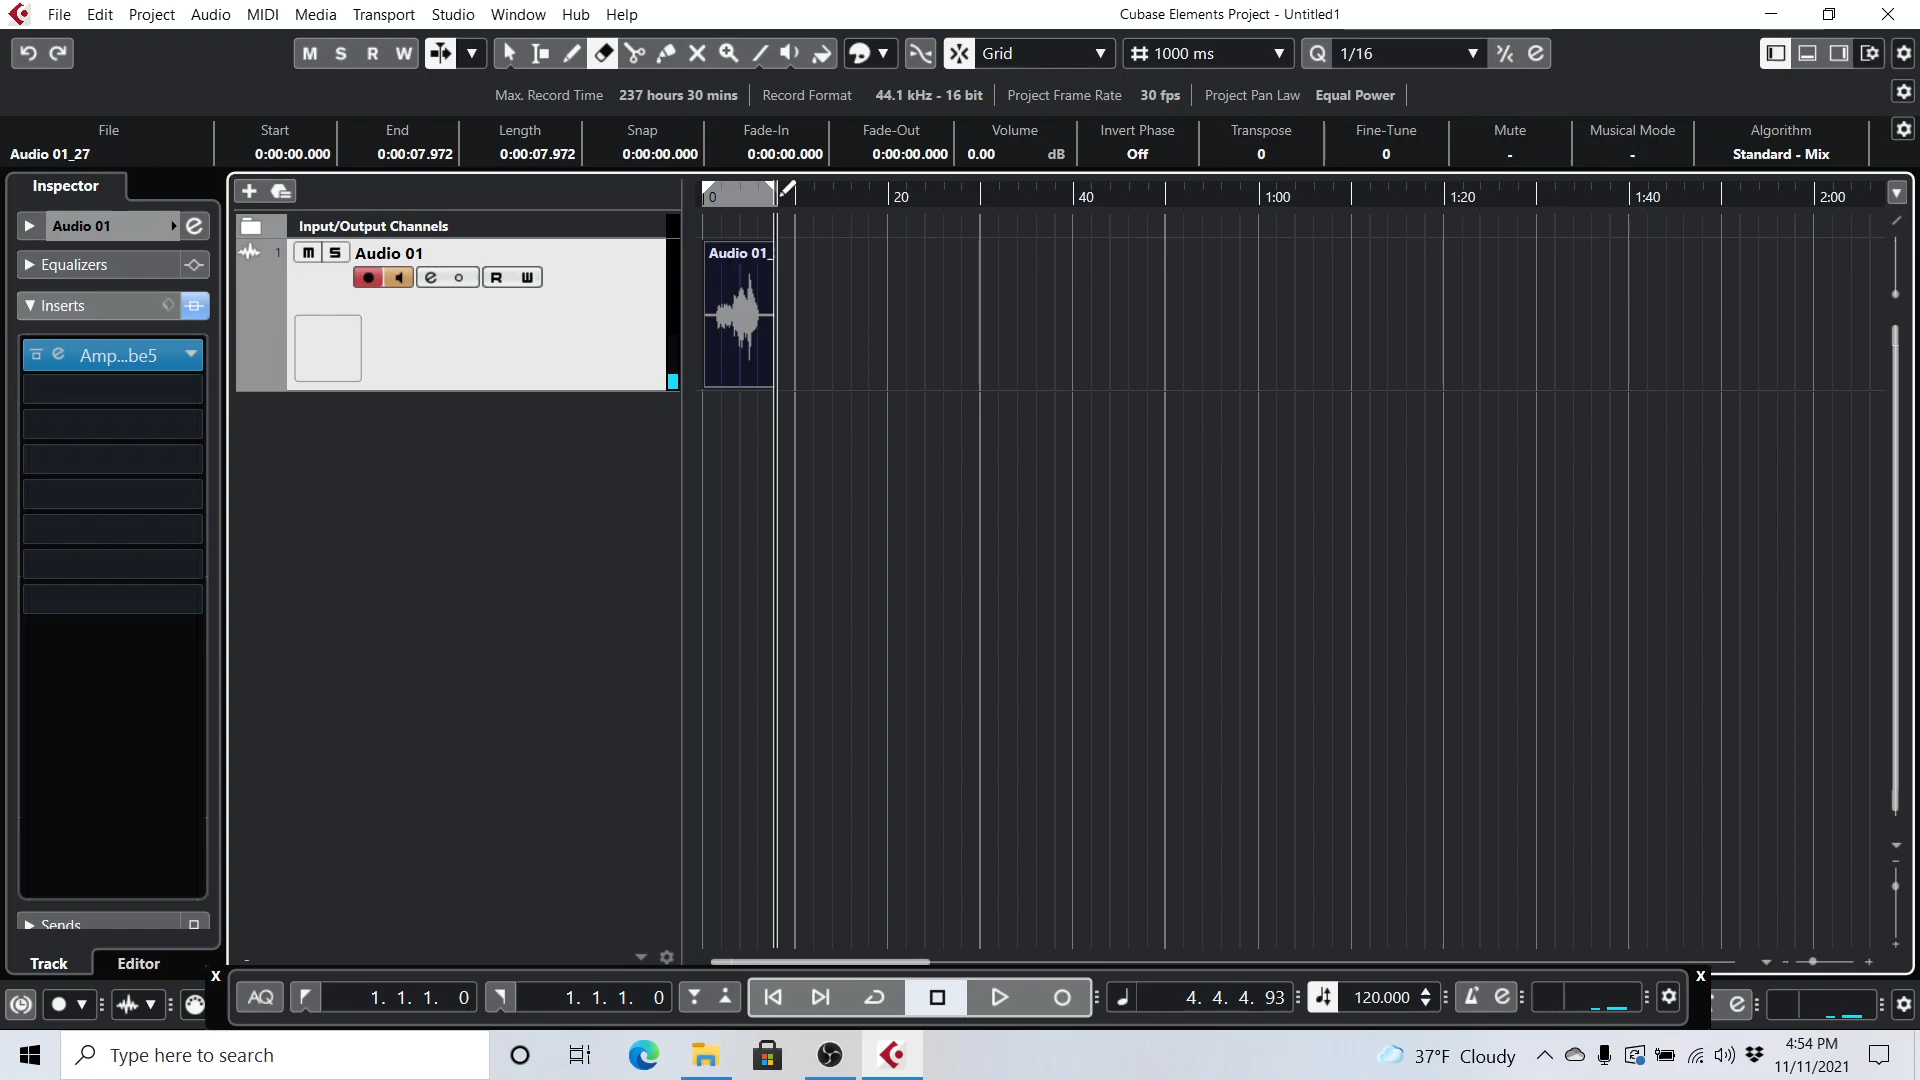 File Edit Project Audio MIDI Media Transport Studio Window Hub Help
Cubase Elements Project - Untitled1
M S R W
Grid
1000 ms
Q 1/16
Max. Record Time 237 hours 30 mins Record Format 44.1 kHz - 16 bit Project Frame Rate 30 fps Project Pan Law Equal Power
File Start End Length Snap Fade-In Fade-Out Volume Invert Phase Transpose Fine-Tune Mute Musical Mode Algorithm
Audio 01_27 0:00:00.000 0:00:07.972 0:00:07.972 0:00:00.000 0:00:00.000 0:00:00.000 0.00 dB Off 0 0 - - Standard - Mix
Inspector
0 20 40 1:00 1:20 1:40 2:00
Audio 01
Input/Output Channels
1 M S Audio 01
Audio 01_
R W
Equalizers
Inserts
Amp...be5
Sends
Track Editor
X X
AQ 1. 1. 1. 0 1. 1. 1. 0 4. 4. 4. 93 120.000
Type here to search
37°F Cloudy
4:54 PM
11/11/2021